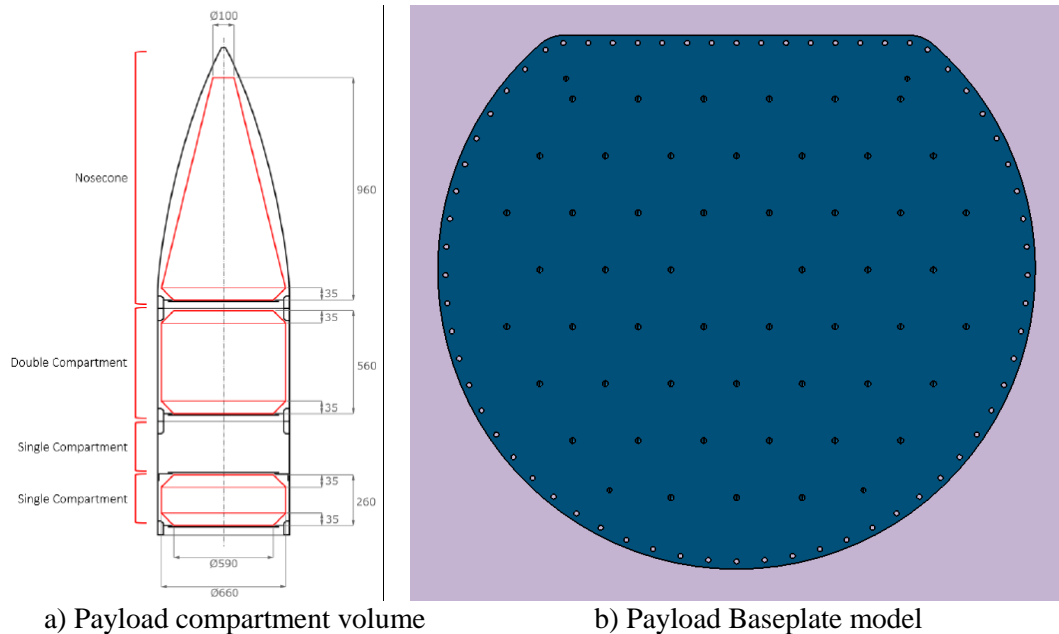 Ø100
Nosecone
960
35
35
Double Compartment
560
35
Single Compartment
35
Single Compartment
260
35
Ø590
Ø660
a) Payload compartment volume
b) Payload Baseplate model